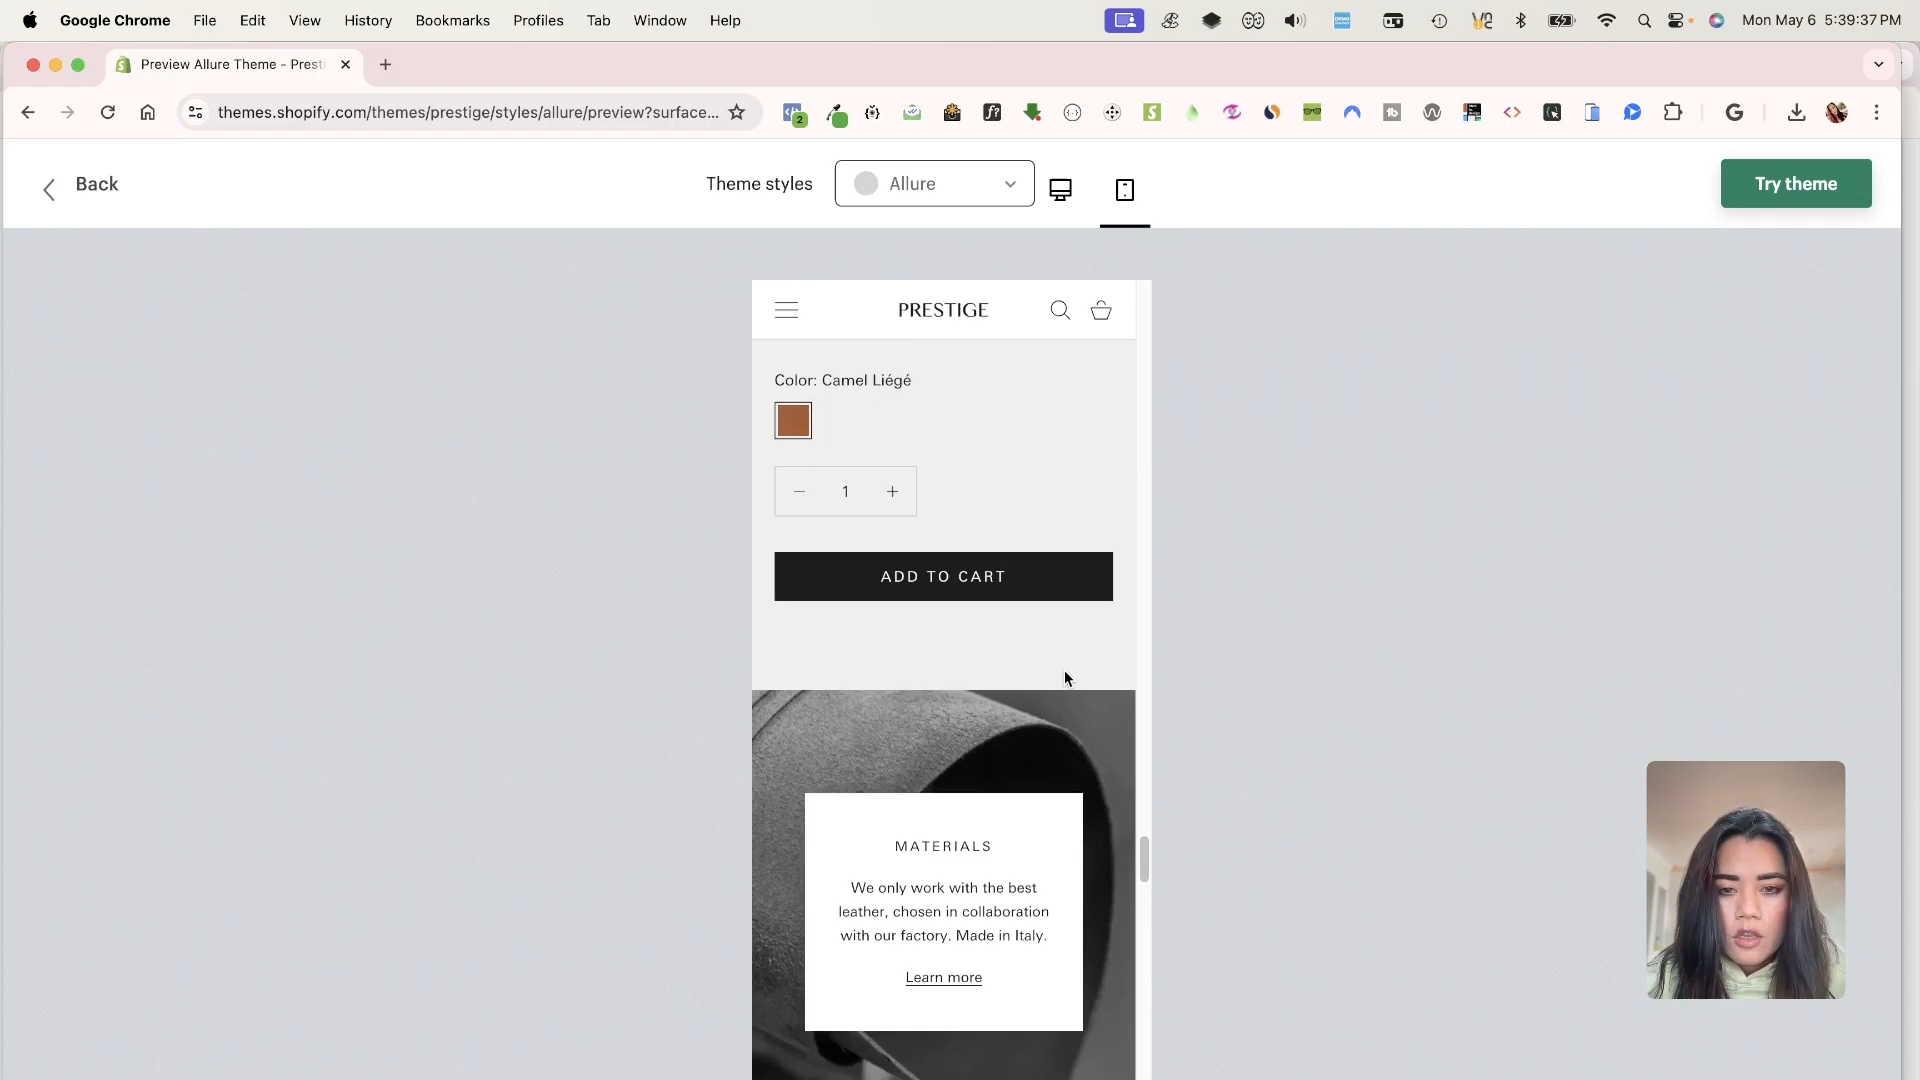 Google Chrome File Edit View History Bookmarks Profiles Tab Window Help Mon May 6 5:39:37 PM
Preview Allure Theme - Presti
themes.shopify.com/themes/prestige/styles/allure/preview?surface...
2
f?
tb
G
Back
Theme styles
Allure
Try theme
PRESTIGE
Color: Camel Liégé
1
ADD TO CART
MATERIALS
We only work with the best
leather, chosen in collaboration
with our factory. Made in Italy.
Learn more